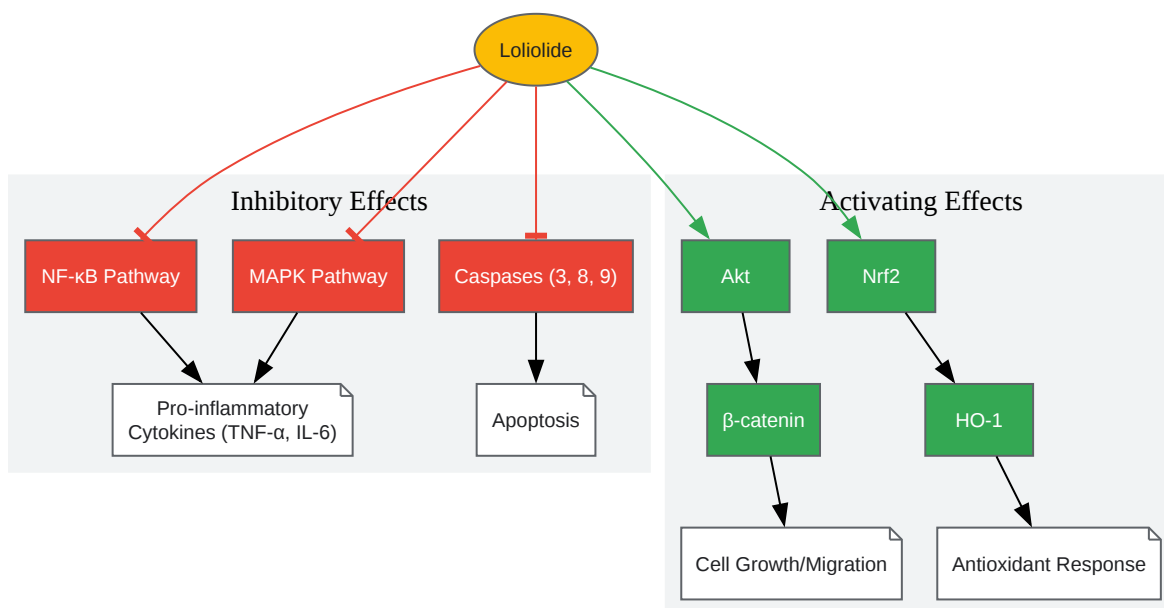 Loliolide
Inhibitory Effects
Activating Effects
NF-κB Pathway
MAPK Pathway
Caspases (3, 8, 9)
Akt
Nrf2
Pro-inflammatory
Cytokines (TNF-α, IL-6)
Apoptosis
β-catenin
HO-1
Cell Growth/Migration
Antioxidant Response